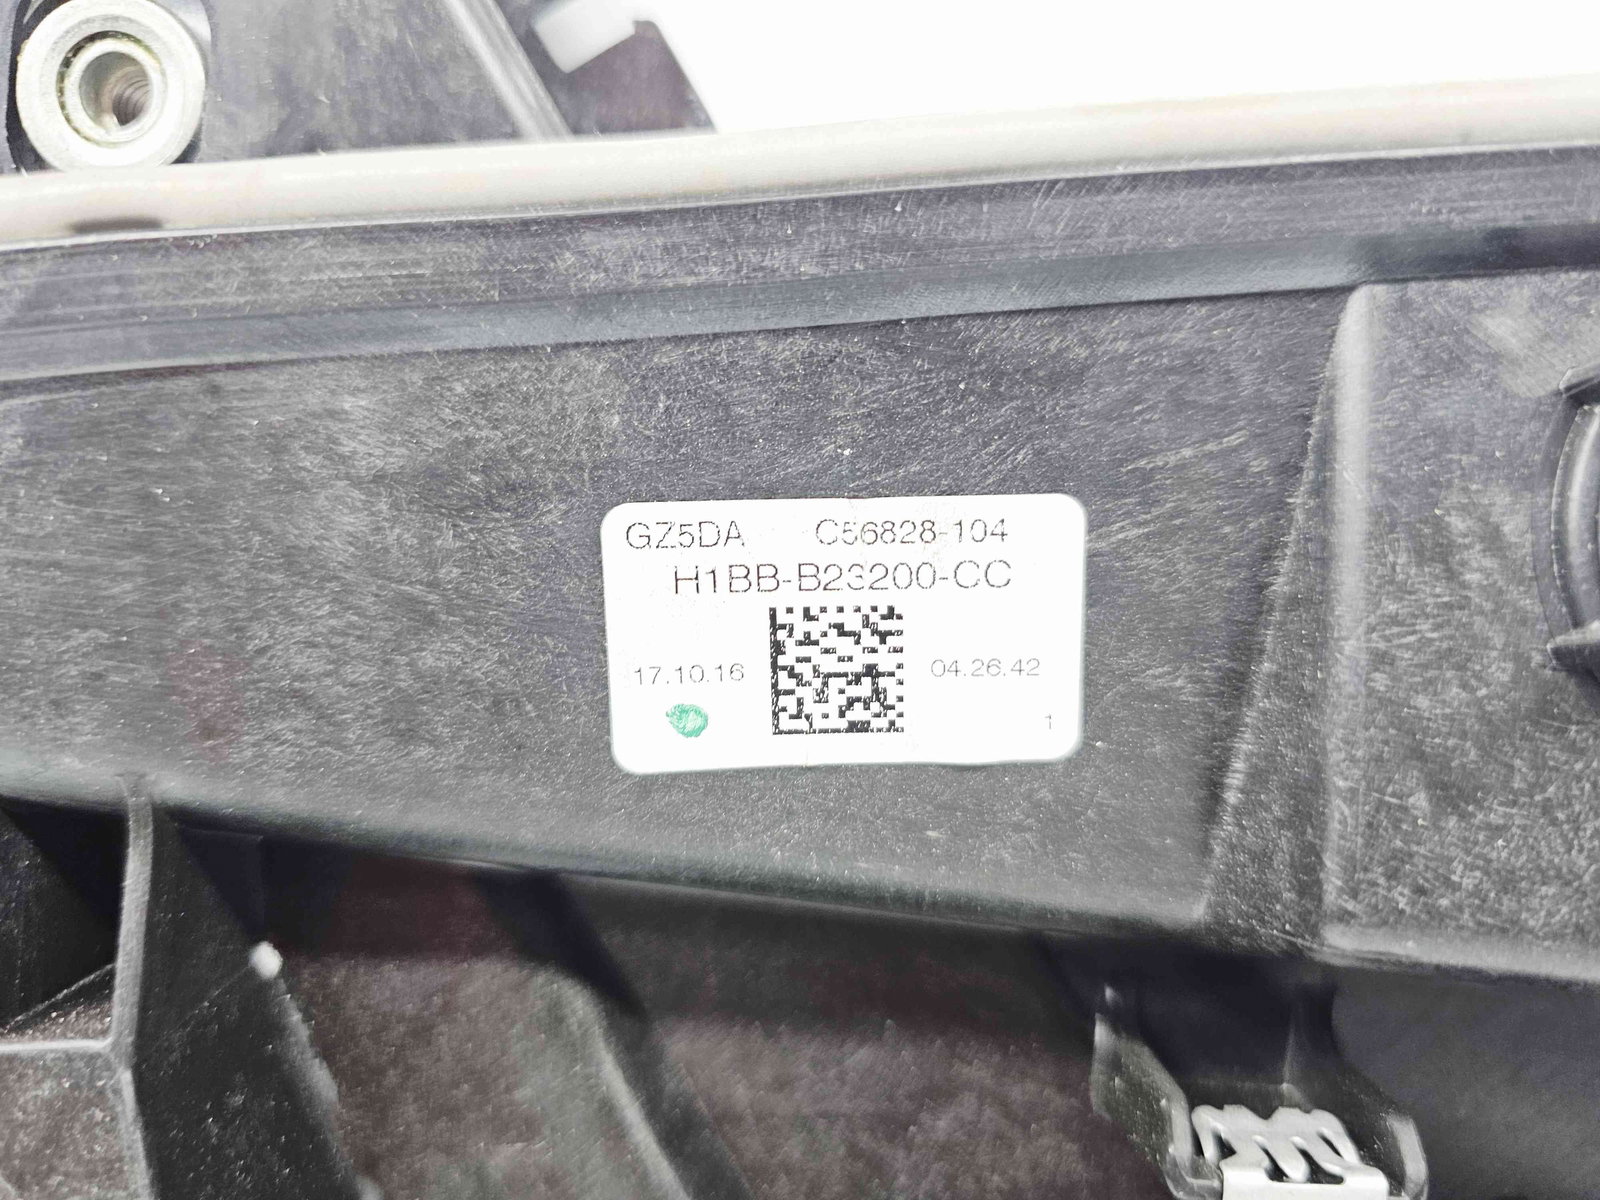 GZ5DA C56828-104
H1BB-B23200-CC
17.10.16 04.26.42
1